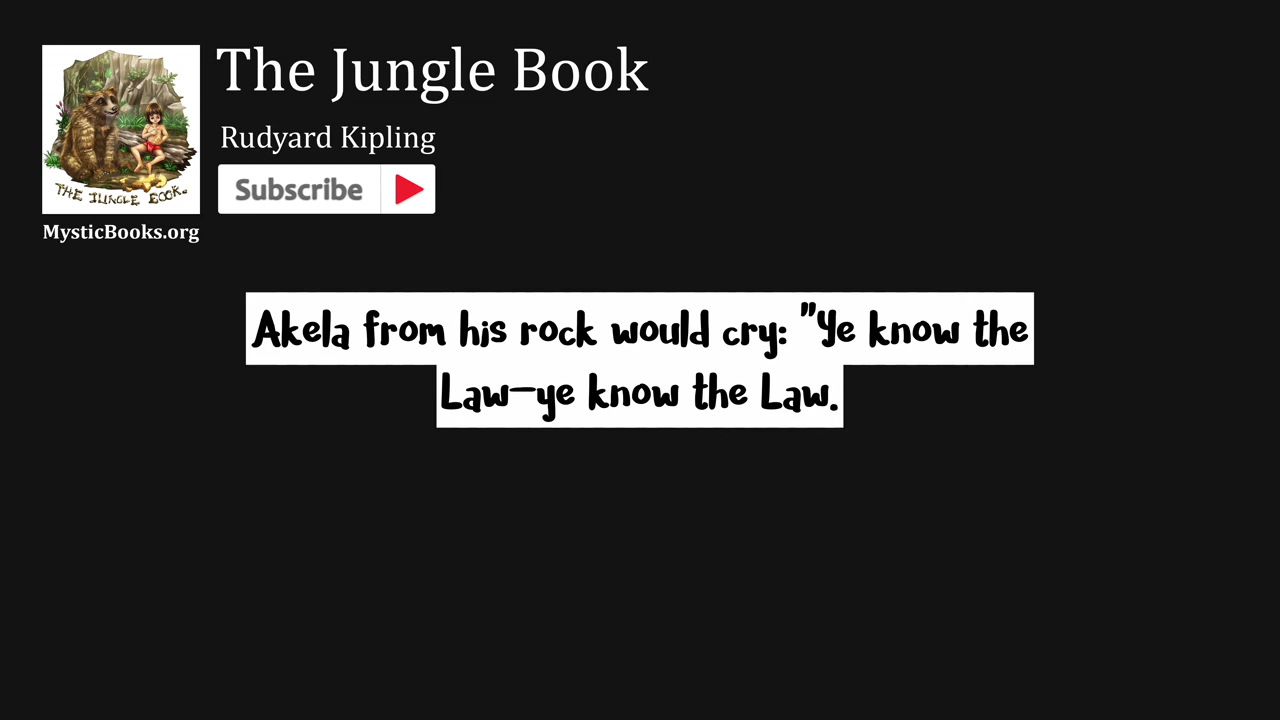 The Jungle Book
Rudyard Kipling
Subscribe
THE JUNGLE BOOK.
MysticBooks.org
Akela from his rock would cry: "Ye know the
Law—ye know the Law.